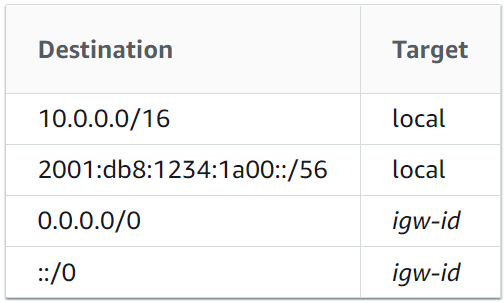 Destination Target
10.0.0.0/16 local
2001:db8:1234:1a00::/56 local
0.0.0.0/0 igw-id
::/0 igw-id